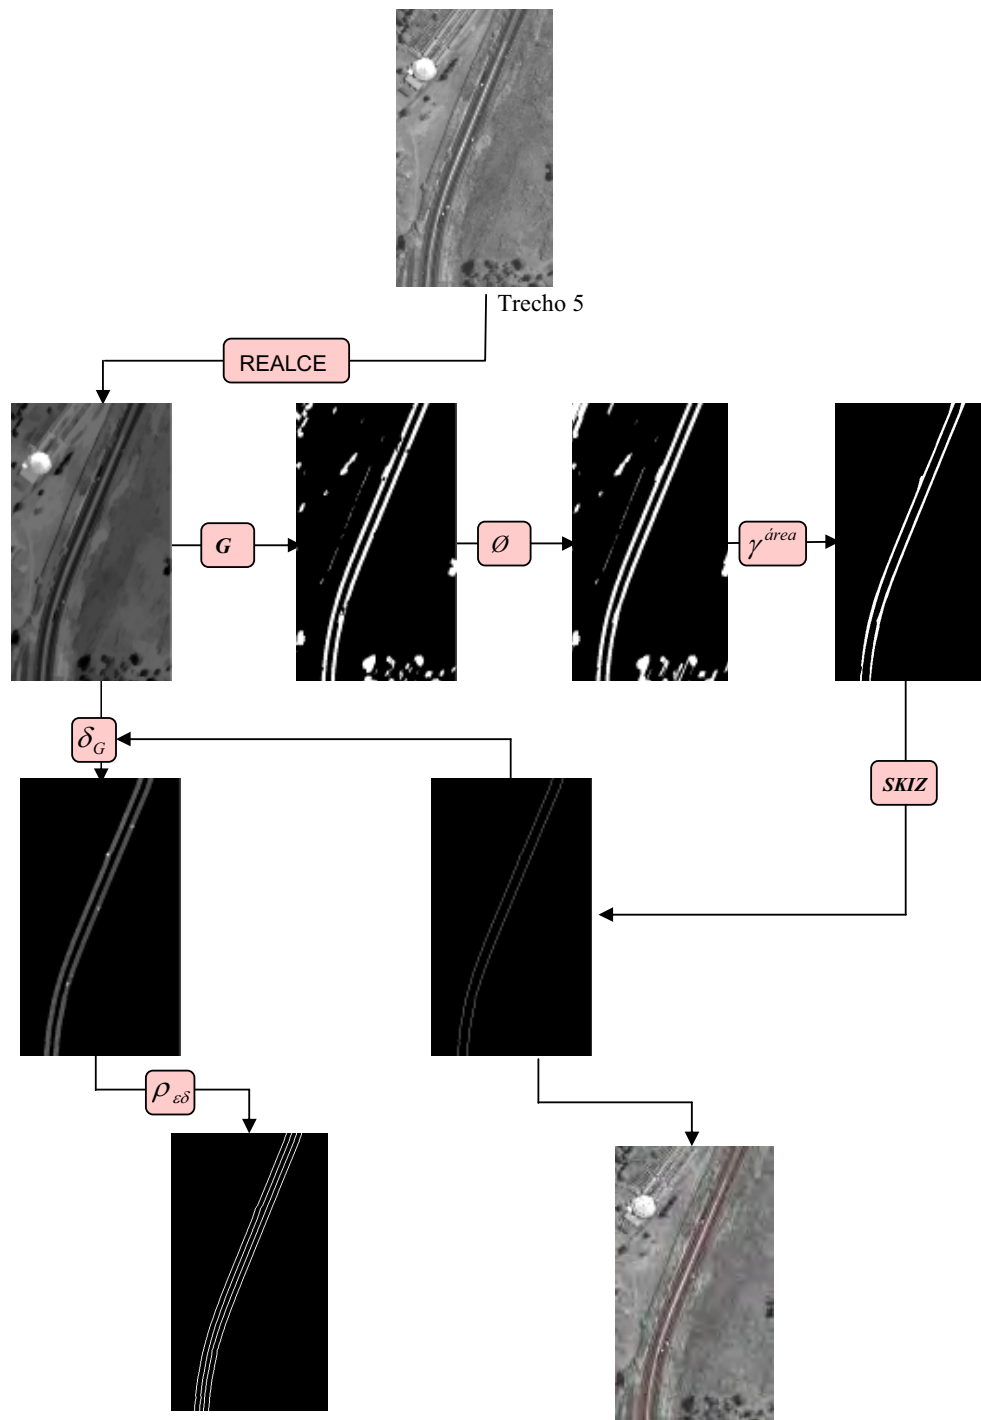 Trecho 5
REALCE
G
Ø
γ^área
δ_G
SKIZ
ρ_εδ